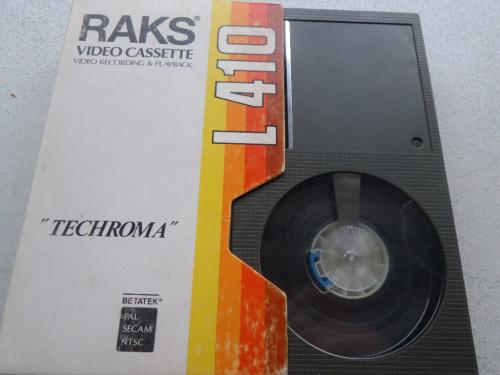 RAKS®
VIDEO CASSETTE
VIDEO RECORDING & PLAYBACK
L 410
"TECHROMA"
BETATEK®
PAL
SECAM
NTSC